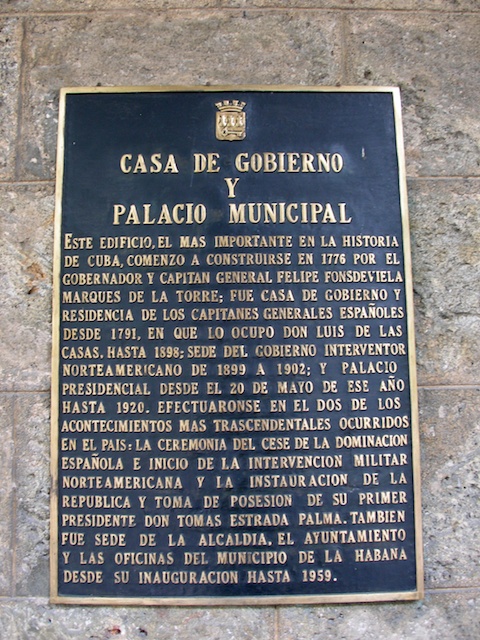 CASA DE GOBIERNO
Y
PALACIO MUNICIPAL
ESTE EDIFICIO, EL MAS IMPORTANTE EN LA HISTORIA
DE CUBA, COMENZO A CONSTRUIRSE EN 1776 POR EL
GOBERNADOR Y CAPITAN GENERAL FELIPE FONSDEVIELA
MARQUES DE LA TORRE; FUE CASA DE GOBIERNO Y
RESIDENCIA DE LOS CAPITANES GENERALES ESPAÑOLES
DESDE 1791, EN QUE LO OCUPO DON LUIS DE LAS
CASAS, HASTA 1898; SEDE DEL GOBIERNO INTERVENTOR
NORTEAMERICANO DE 1899 A 1902; Y PALACIO
PRESIDENCIAL DESDE EL 20 DE MAYO DE ESE AÑO
HASTA 1920. EFECTUARONSE EN EL DOS DE LOS
ACONTECIMIENTOS MAS TRASCENDENTALES OCURRIDOS
EN EL PAIS: LA CEREMONIA DEL CESE DE LA DOMINACION
ESPAÑOLA E INICIO DE LA INTERVENCION MILITAR
NORTEAMERICANA Y LA INSTAURACION DE LA
REPUBLICA Y TOMA DE POSESION DE SU PRIMER
PRESIDENTE DON TOMAS ESTRADA PALMA. TAMBIEN
FUE SEDE DE LA ALCALDIA, EL AYUNTAMIENTO
Y LAS OFICINAS DEL MUNICIPIO DE LA HABANA
DESDE SU INAUGURACION HASTA 1959.